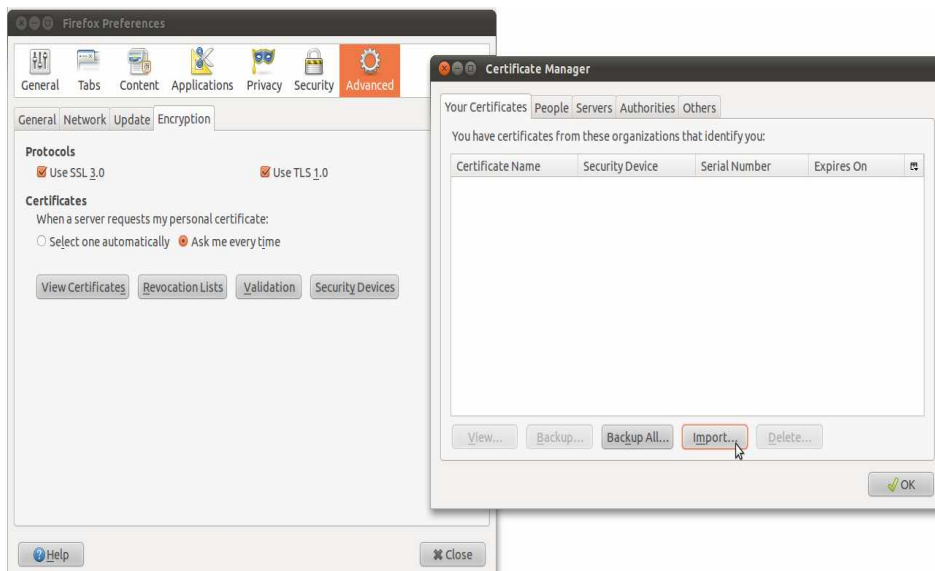 Firefox Preferences
General Tabs Content Applications Privacy Security Advanced
General Network Update Encryption
Protocols
Use SSL 3.0 Use TLS 1.0
Certificates
When a server requests my personal certificate:
Select one automatically Ask me every time
View Certificates Revocation Lists Validation Security Devices
Help Close
Certificate Manager
Your Certificates People Servers Authorities Others
You have certificates from these organizations that identify you:
Certificate Name Security Device Serial Number Expires On
View... Backup... Backup All... Import... Delete...
OK